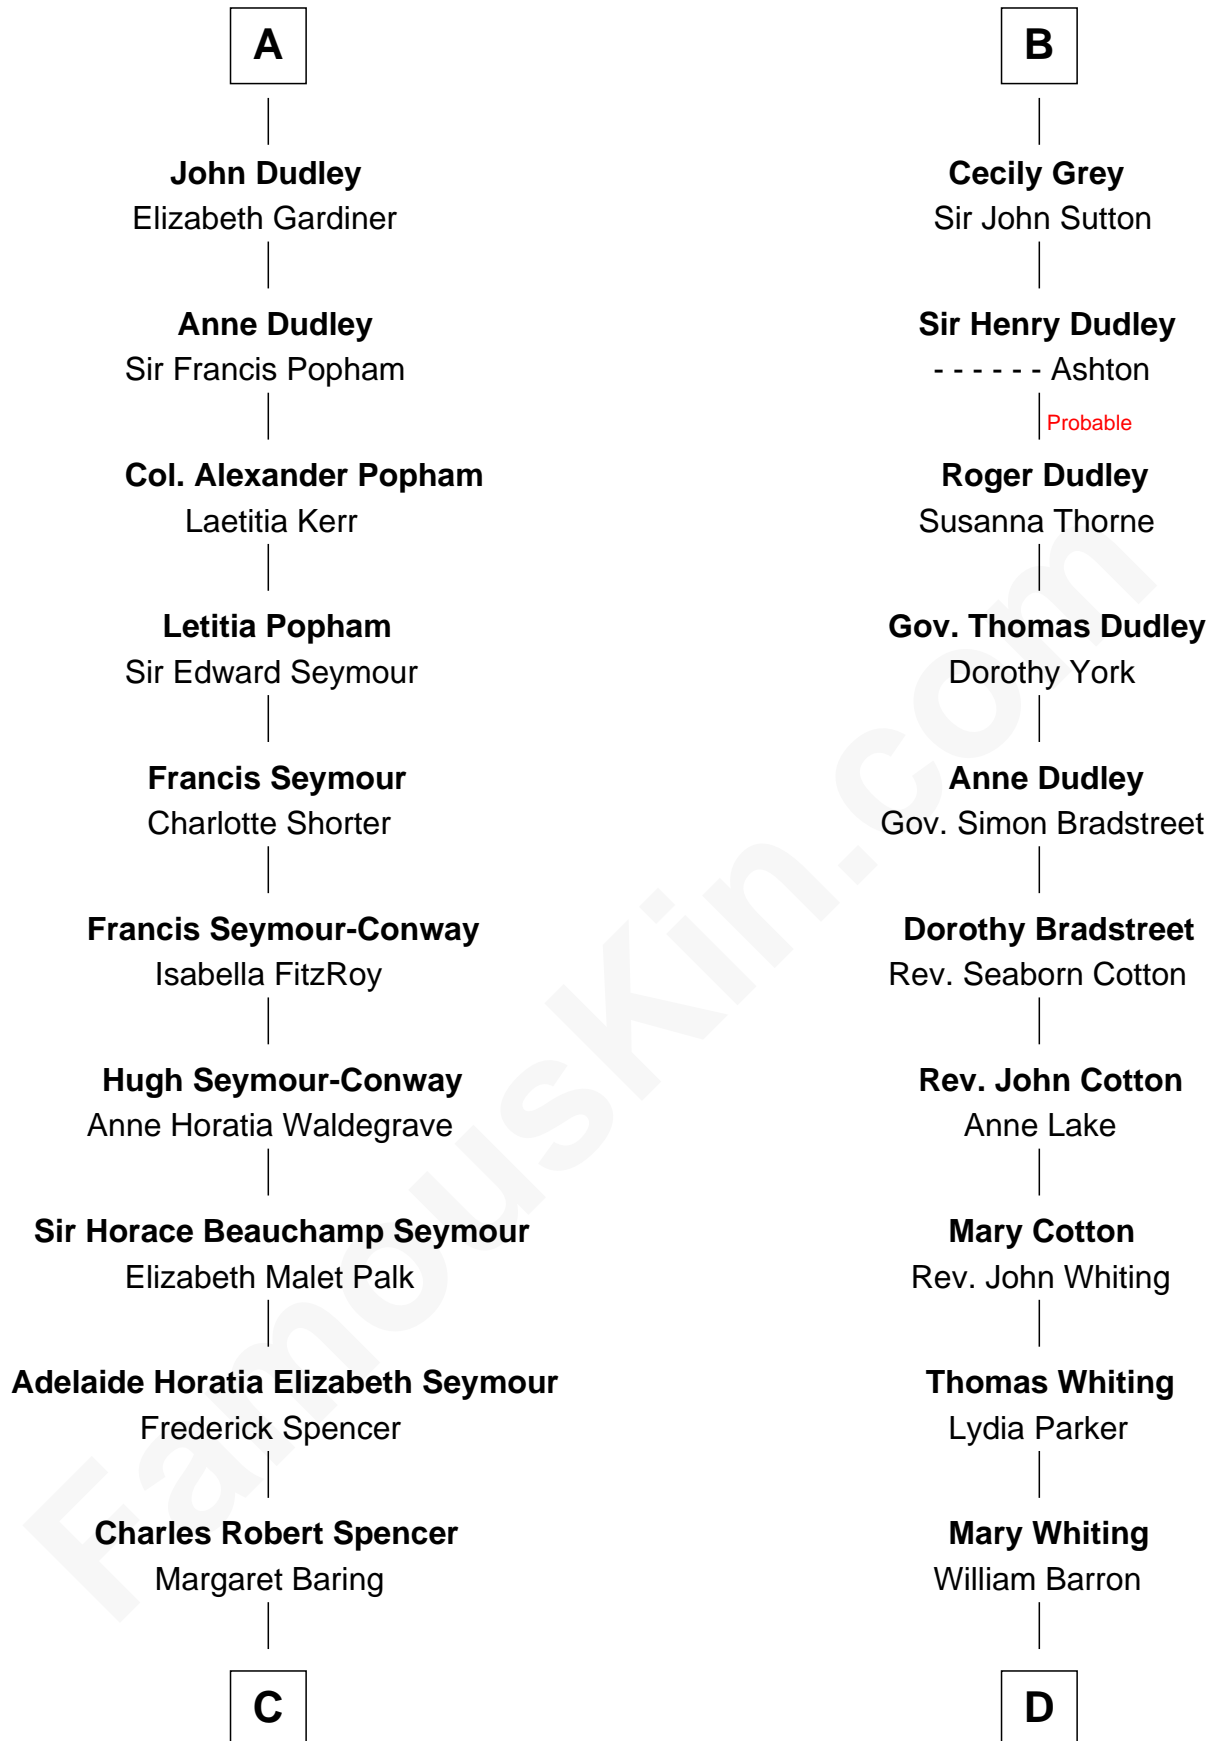 A
John Dudley
Elizabeth Gardiner
Anne Dudley
Sir Francis Popham
Col. Alexander Popham
Laetitia Kerr
Letitia Popham
Sir Edward Seymour
Francis Seymour
Charlotte Shorter
Francis Seymour-Conway
Isabella FitzRoy
Hugh Seymour-Conway
Anne Horatia Waldegrave
Sir Horace Beauchamp Seymour
Elizabeth Malet Palk
Adelaide Horatia Elizabeth Seymour
Frederick Spencer
Charles Robert Spencer
Margaret Baring
C
B
Cecily Grey
Sir John Sutton
Sir Henry Dudley
- - - - - - Ashton
Probable
Roger Dudley
Susanna Thorne
Gov. Thomas Dudley
Dorothy York
Anne Dudley
Gov. Simon Bradstreet
Dorothy Bradstreet
Rev. Seaborn Cotton
Rev. John Cotton
Anne Lake
Mary Cotton
Rev. John Whiting
Thomas Whiting
Lydia Parker
Mary Whiting
William Barron
D
FamousKin.com